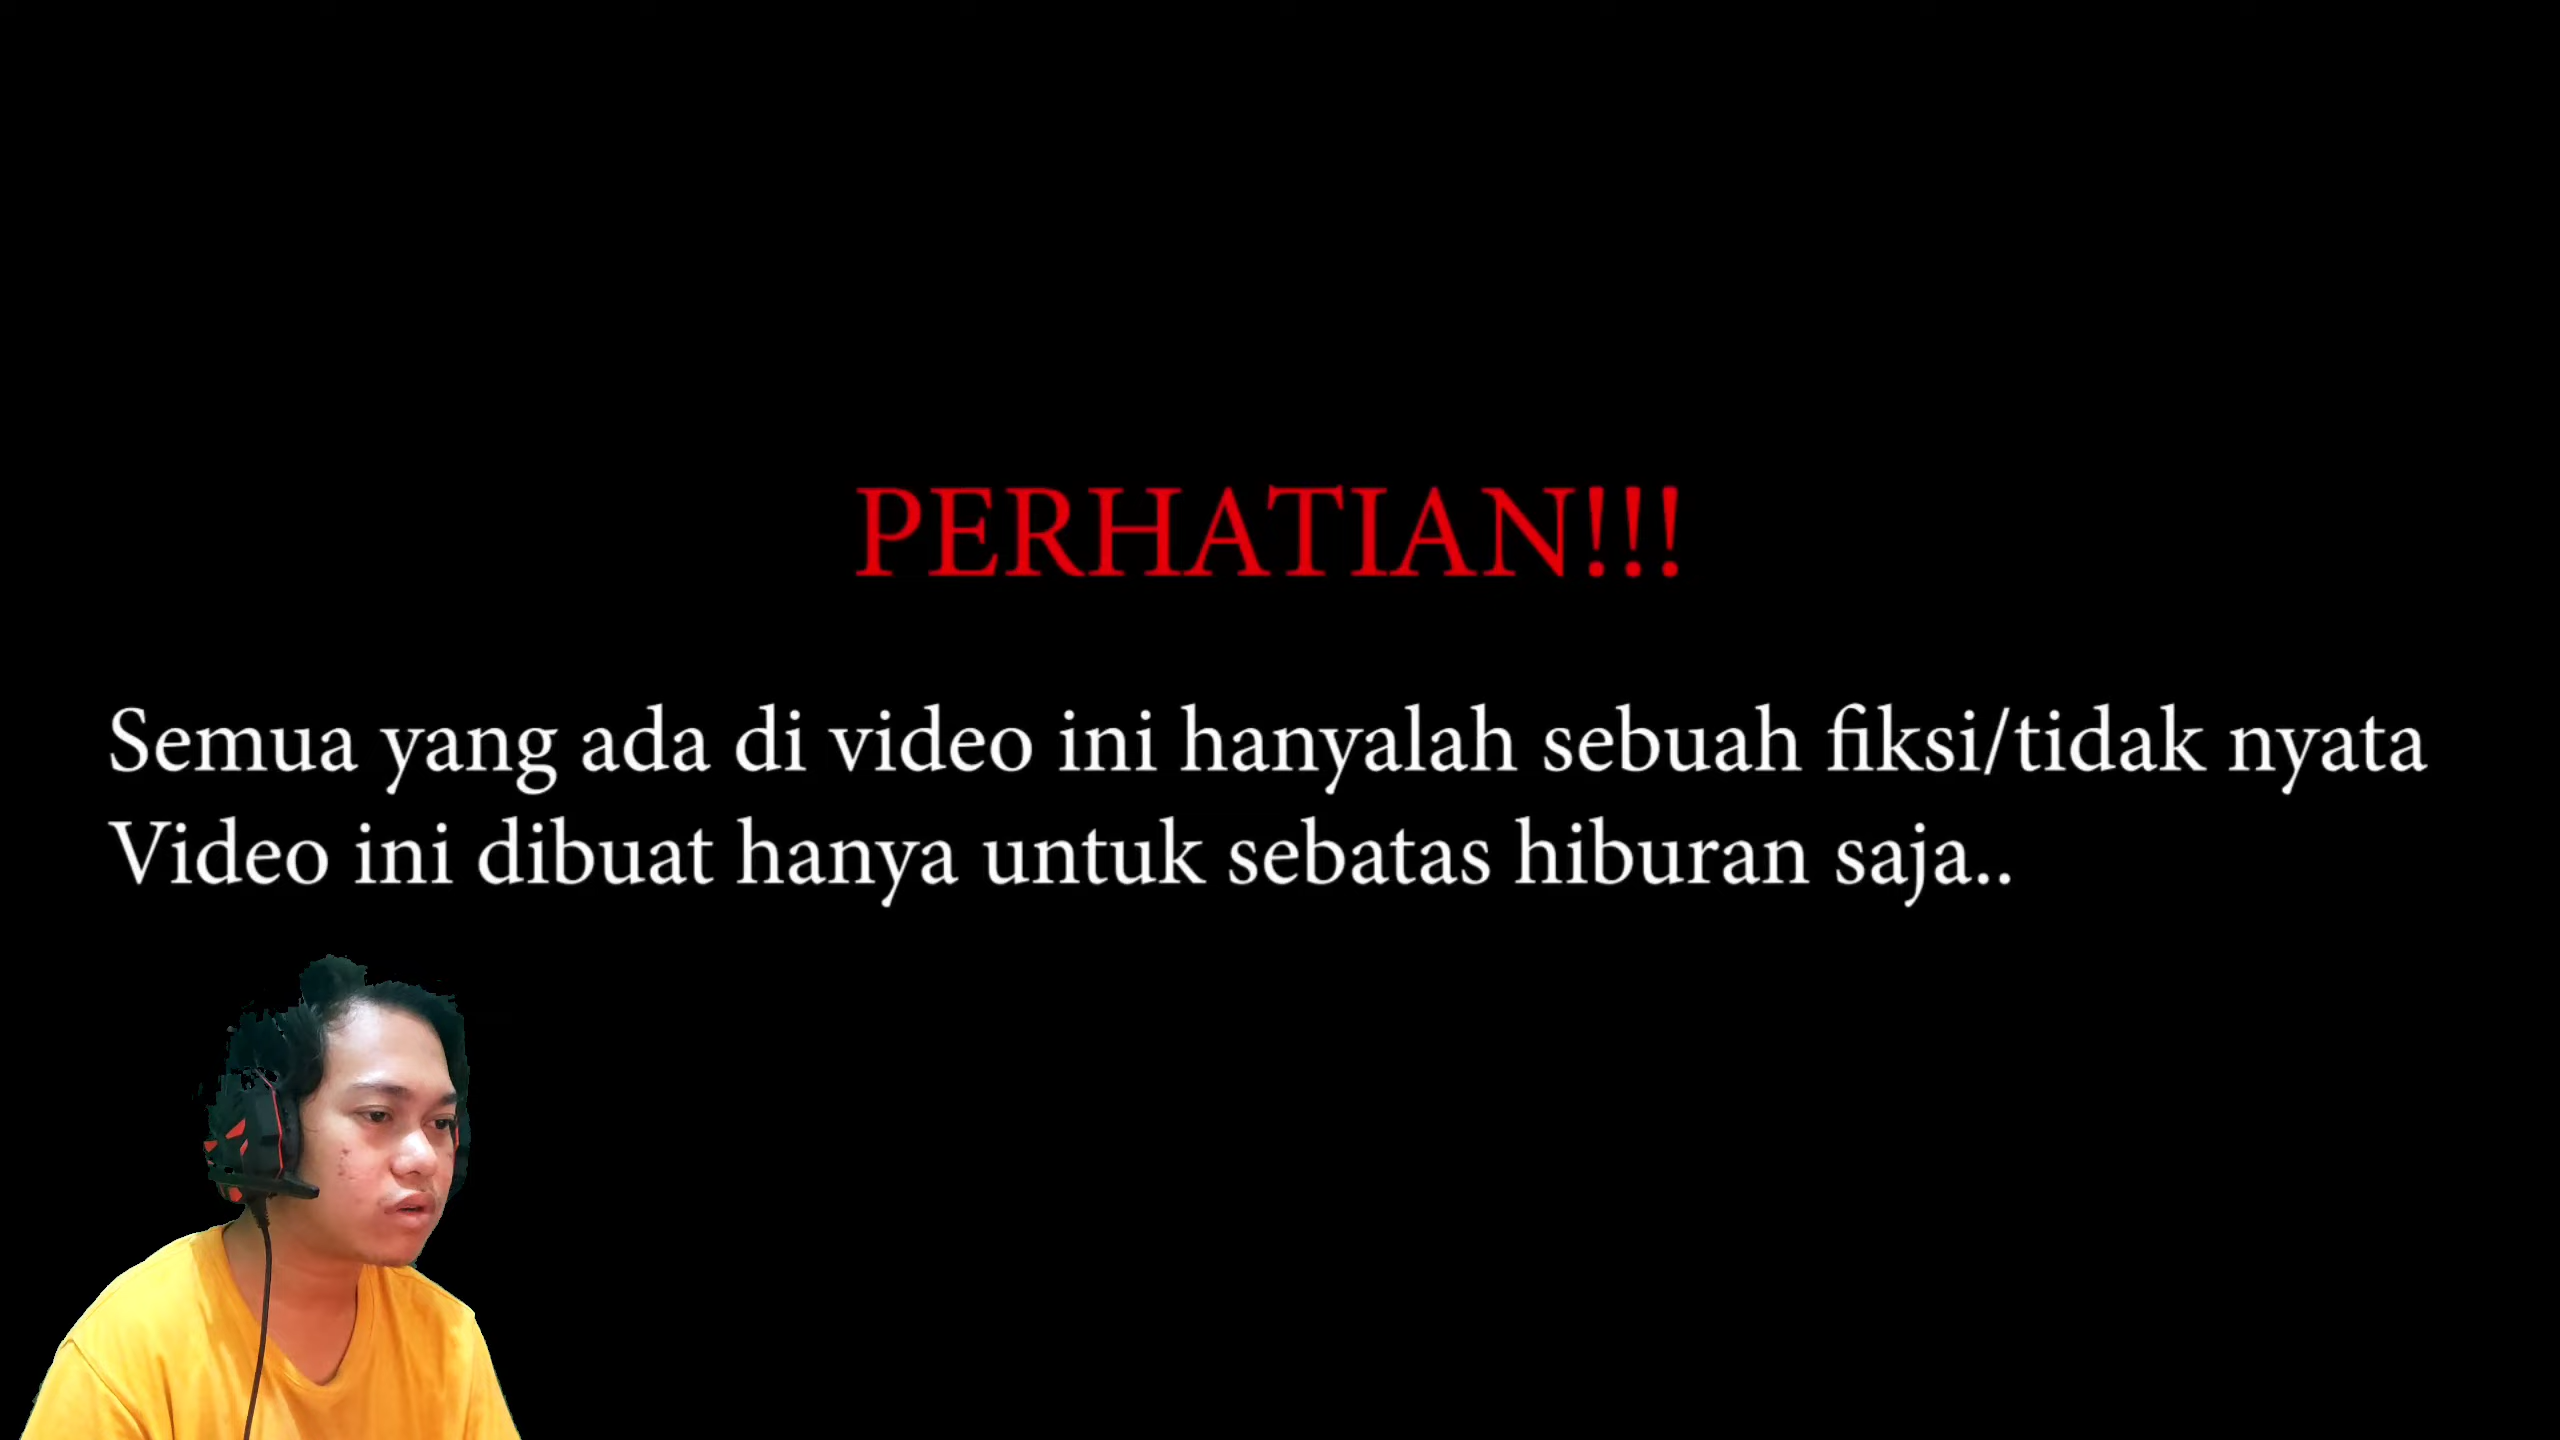 PERHATIAN!!!
Semua yang ada di video ini hanyalah sebuah fiksi/tidak nyata
Video ini dibuat hanya untuk sebatas hiburan saja..